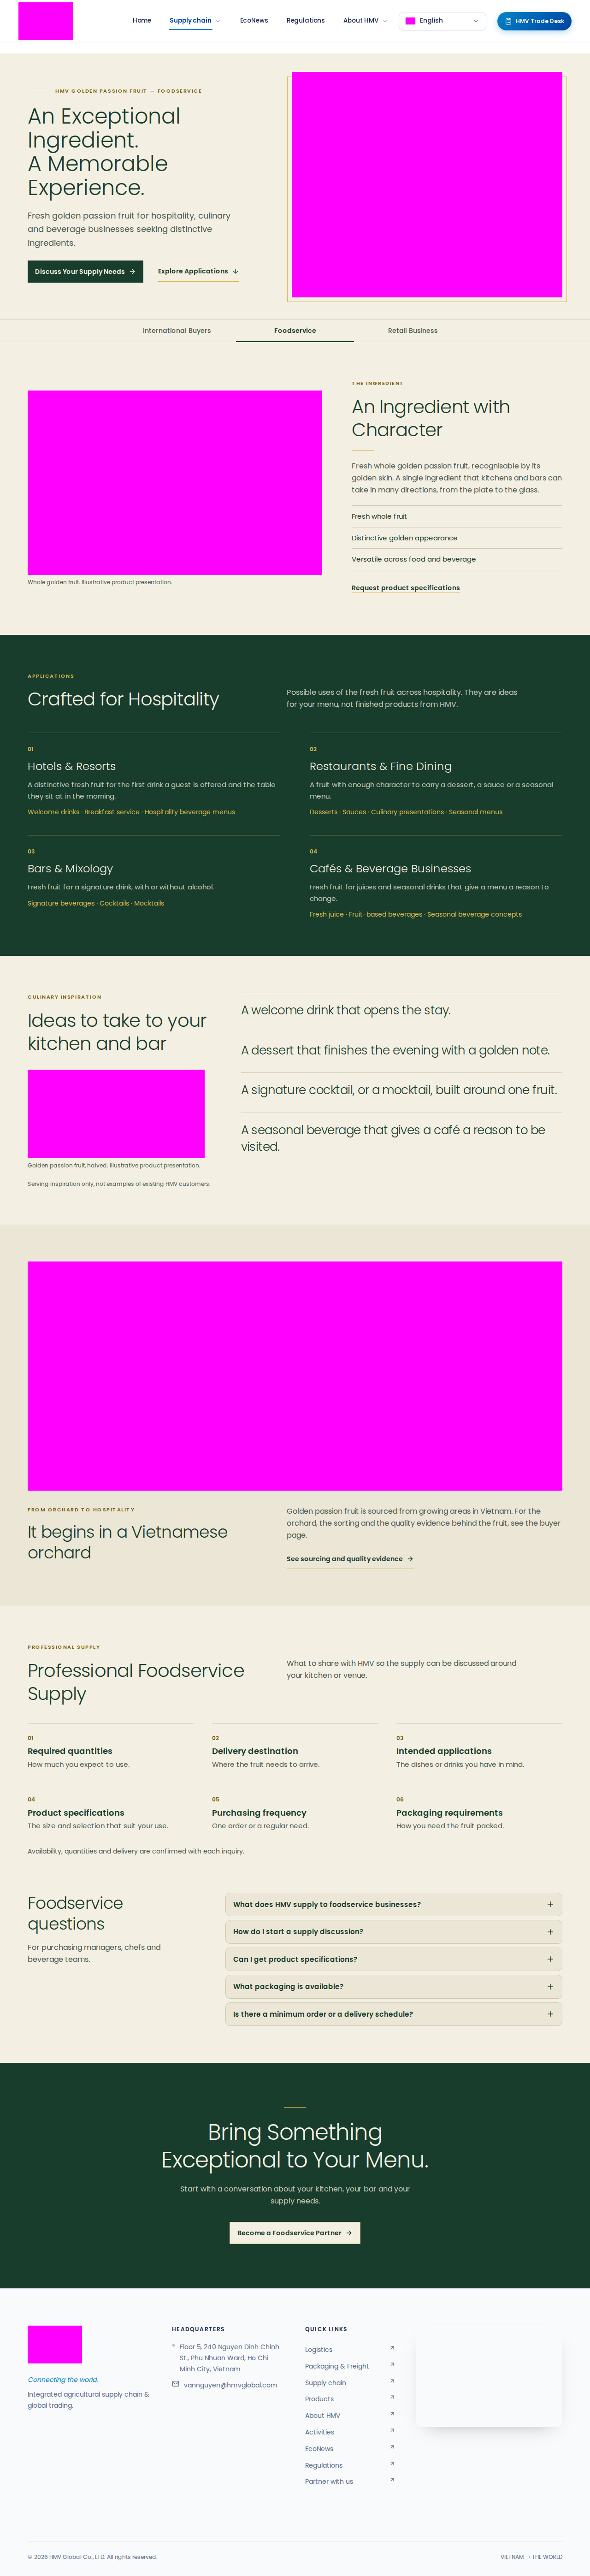 Home
Supply chain
EcoNews
Regulations
About HMV
English
HMV Trade Desk
HMV GOLDEN PASSION FRUIT — FOODSERVICE
An Exceptional
Ingredient.
A Memorable
Experience.
Fresh golden passion fruit for hospitality, culinary
and beverage businesses seeking distinctive
ingredients.
Discuss Your Supply Needs →
Explore Applications ↓
International Buyers
Foodservice
Retail Business
THE INGREDIENT
An Ingredient with
Character
Fresh whole golden passion fruit, recognisable by its
golden skin. A single ingredient that kitchens and bars can
take in many directions, from the plate to the glass.
Fresh whole fruit
Distinctive golden appearance
Versatile across food and beverage
Request product specifications
Whole golden fruit. Illustrative product presentation.
APPLICATIONS
Crafted for Hospitality
Possible uses of the fresh fruit across hospitality. They are ideas
for your menu, not finished products from HMV.
01
Hotels & Resorts
A distinctive fresh fruit for the first drink a guest is offered and the table
they sit at in the morning.
Welcome drinks · Breakfast service · Hospitality beverage menus
02
Restaurants & Fine Dining
A fruit with enough character to carry a dessert, a sauce or a seasonal
menu.
Desserts · Sauces · Culinary presentations · Seasonal menus
03
Bars & Mixology
Fresh fruit for a signature drink, with or without alcohol.
Signature beverages · Cocktails · Mocktails
04
Cafés & Beverage Businesses
Fresh fruit for juices and seasonal drinks that give a menu a reason to
change.
Fresh juice · Fruit-based beverages · Seasonal beverage concepts
CULINARY INSPIRATION
Ideas to take to your
kitchen and bar
Golden passion fruit, halved. Illustrative product presentation.
Serving inspiration only, not examples of existing HMV customers.
A welcome drink that opens the stay.
A dessert that finishes the evening with a golden note.
A signature cocktail, or a mocktail, built around one fruit.
A seasonal beverage that gives a café a reason to be
visited.
FROM ORCHARD TO HOSPITALITY
It begins in a Vietnamese
orchard
Golden passion fruit is sourced from growing areas in Vietnam. For the
orchard, the sorting and the quality evidence behind the fruit, see the buyer
page.
See sourcing and quality evidence →
PROFESSIONAL SUPPLY
Professional Foodservice
Supply
What to share with HMV so the supply can be discussed around
your kitchen or venue.
01
Required quantities
How much you expect to use.
02
Delivery destination
Where the fruit needs to arrive.
03
Intended applications
The dishes or drinks you have in mind.
04
Product specifications
The size and selection that suit your use.
05
Purchasing frequency
One order or a regular need.
06
Packaging requirements
How you need the fruit packed.
Availability, quantities and delivery are confirmed with each inquiry.
Foodservice
questions
For purchasing managers, chefs and
beverage teams.
What does HMV supply to foodservice businesses? +
How do I start a supply discussion? +
Can I get product specifications? +
What packaging is available? +
Is there a minimum order or a delivery schedule? +
Bring Something
Exceptional to Your Menu.
Start with a conversation about your kitchen, your bar and your
supply needs.
Become a Foodservice Partner →
Connecting the world.
Integrated agricultural supply chain &
global trading.
HEADQUARTERS
Floor 5, 240 Nguyen Dinh Chinh
St., Phu Nhuan Ward, Ho Chi
Minh City, Vietnam
vannguyen@hmvglobal.com
QUICK LINKS
Logistics
Packaging & Freight
Supply chain
Products
About HMV
Activities
EcoNews
Regulations
Partner with us
© 2026 HMV Global Co., LTD. All rights reserved.
VIETNAM → THE WORLD